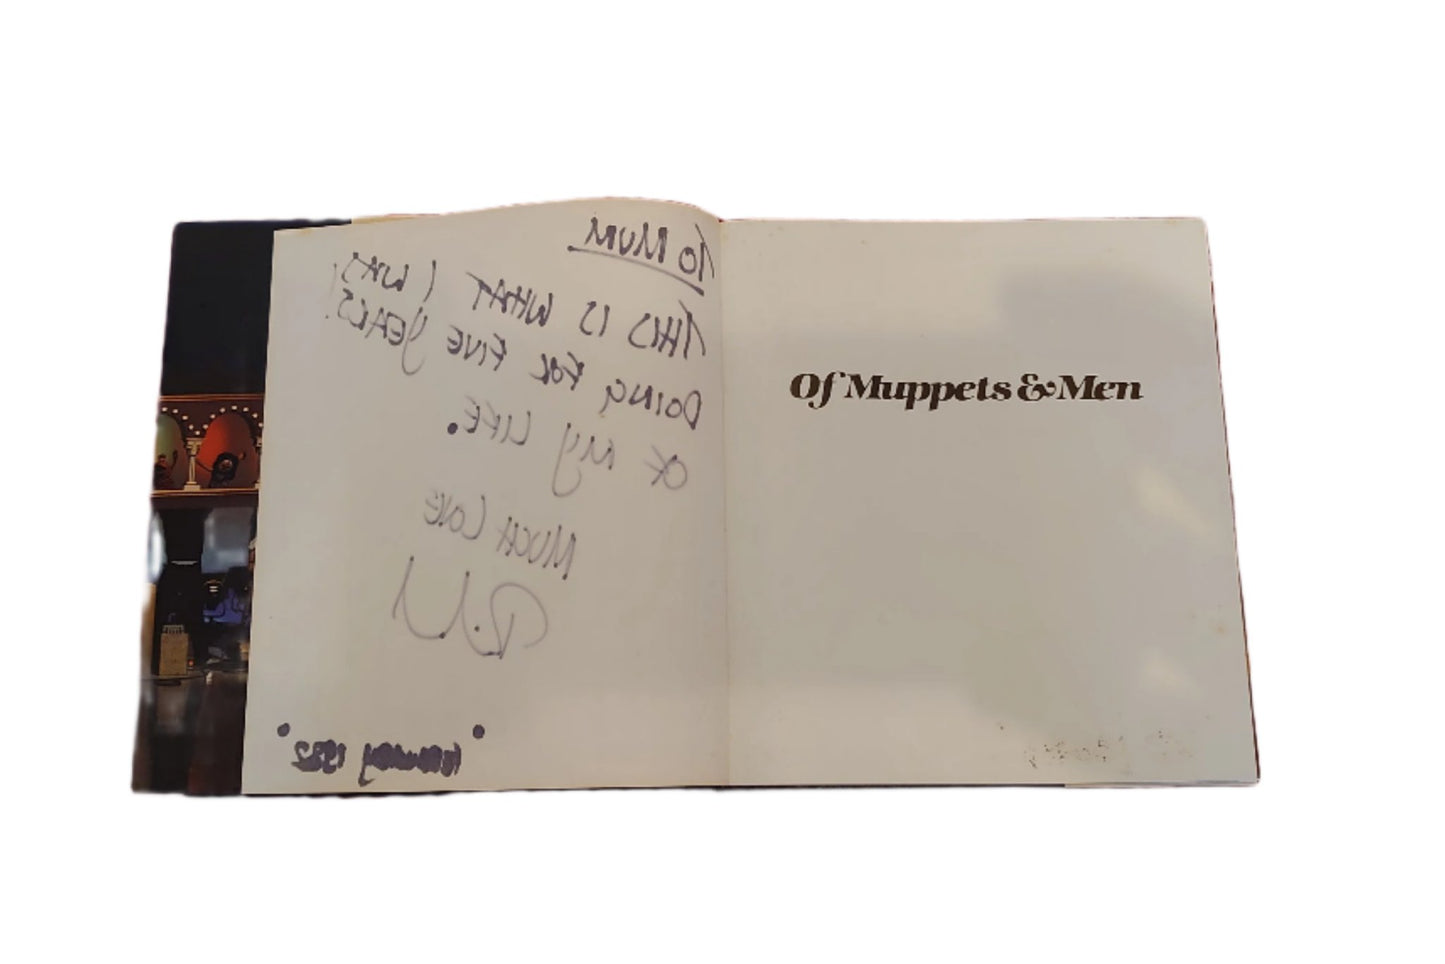 TO MUM
THIS IS WHAT I WAS
DOING FOR FIVE YEARS!
OF MY LIFE.
MUCH LOVE
1982
Of Muppets & Men